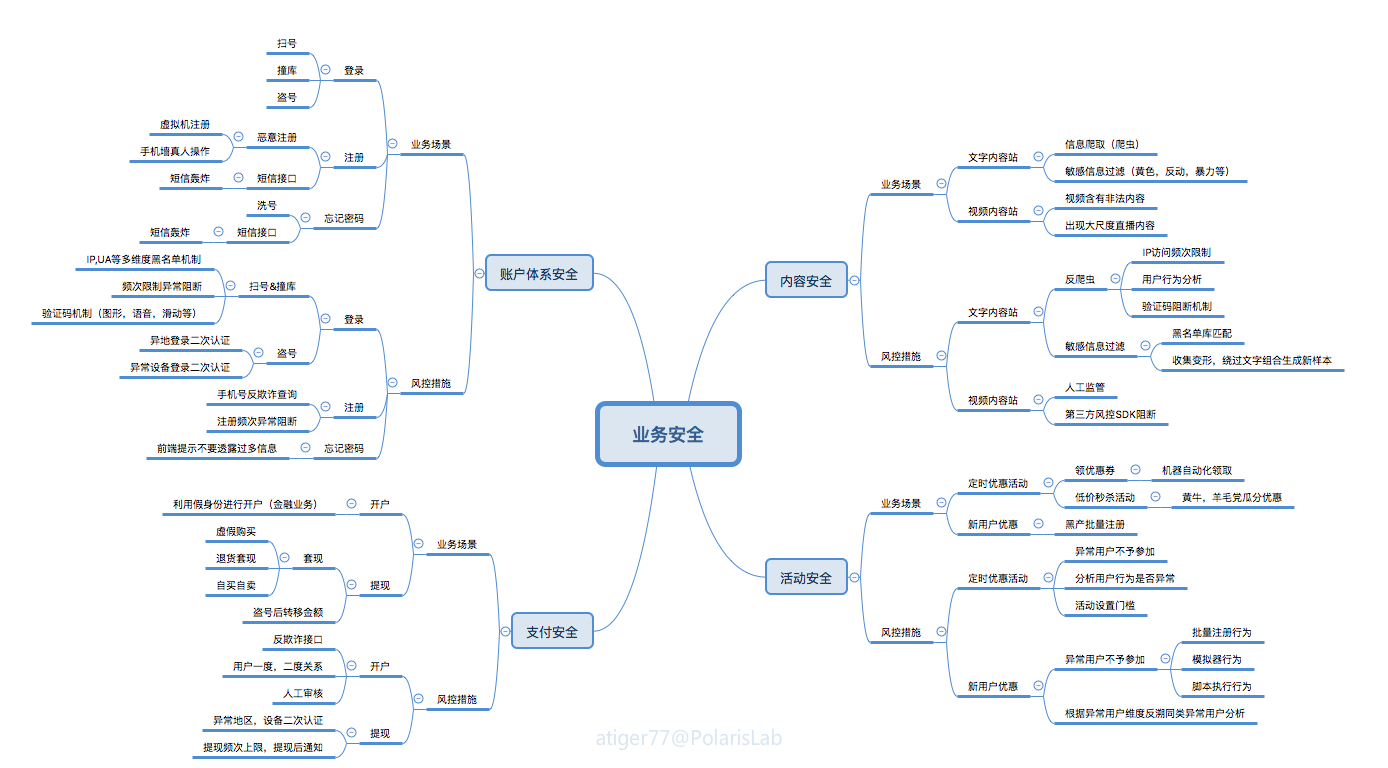 业务安全
账户体系安全
业务场景
登录
扫号
撞库
盗号
注册
恶意注册
虚拟机注册
手机墙真人操作
短信接口
短信轰炸
忘记密码
洗号
短信接口
短信轰炸
风控措施
登录
扫号&撞库
IP,UA等多维度黑名单机制
频次限制异常阻断
验证码机制（图形，语音，滑动等）
盗号
异地登录二次认证
异常设备登录二次认证
注册
手机号反欺诈查询
注册频次异常阻断
忘记密码
前端提示不要透露过多信息
支付安全
业务场景
开户
利用假身份进行开户（金融业务）
提现
套现
虚假购买
退货套现
自买自卖
盗号后转移金额
风控措施
开户
反欺诈接口
用户一度，二度关系
人工审核
提现
异常地区，设备二次认证
提现频次上限，提现后通知
内容安全
业务场景
文字内容站
信息爬取（爬虫）
敏感信息过滤（黄色，反动，暴力等）
视频内容站
视频含有非法内容
出现大尺度直播内容
风控措施
文字内容站
反爬虫
IP访问频次限制
用户行为分析
验证码阻断机制
敏感信息过滤
黑名单库匹配
收集变形，绕过文字组合生成新样本
视频内容站
人工监管
第三方风控SDK阻断
活动安全
业务场景
定时优惠活动
领优惠券
机器自动化领取
低价秒杀活动
黄牛，羊毛党瓜分优惠
新用户优惠
黑产批量注册
风控措施
定时优惠活动
异常用户不予参加
分析用户行为是否异常
活动设置门槛
新用户优惠
异常用户不予参加
批量注册行为
模拟器行为
脚本执行行为
根据异常用户维度反溯同类异常用户分析
atiger77@PolarisLab